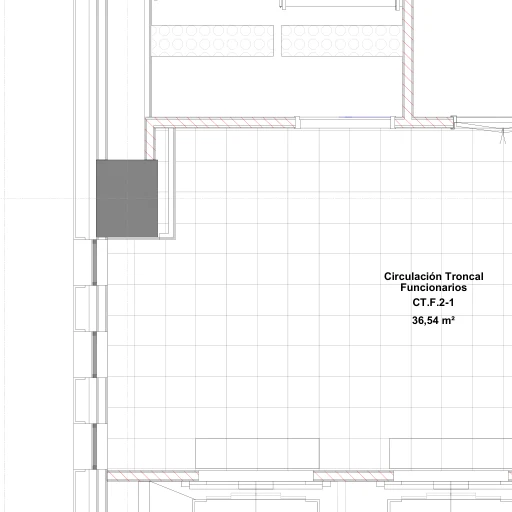 Circulación Troncal
Funcionarios
CT.F.2-1
36,54 m²